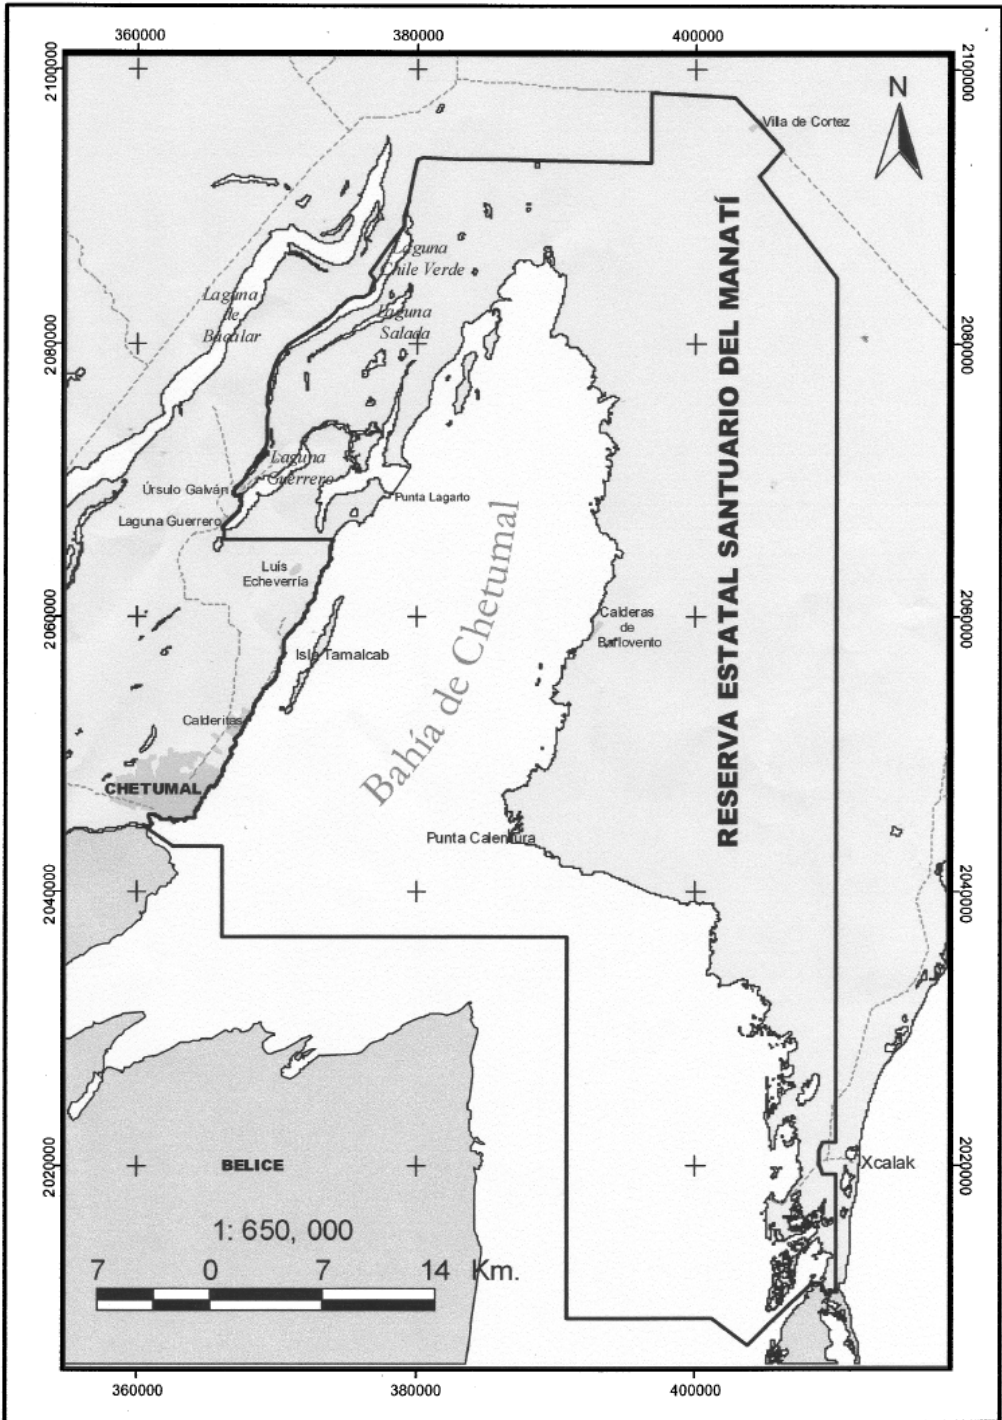 360000
380000
400000
2100000
2100000
N
Villa de Cortez
Laguna
Chile Verde
Laguna
de
Bacalar
Laguna
Salada
2080000
2080000
RESERVA ESTATAL SANTUARIO DEL MANATÍ
Laguna
Guerrero
Úrsulo Galván
Punta Lagarto
Laguna Guerrero
Luis
Echeverría
Bahía de Chetumal
2060000
2060000
Calderas
de
Barlovento
Isla Tamalcab
Calderitas
CHETUMAL
Punta Calentura
2040000
2040000
BELICE
2020000
2020000
Xcalak
1: 650, 000
7 0 7 14 Km.
360000
380000
400000